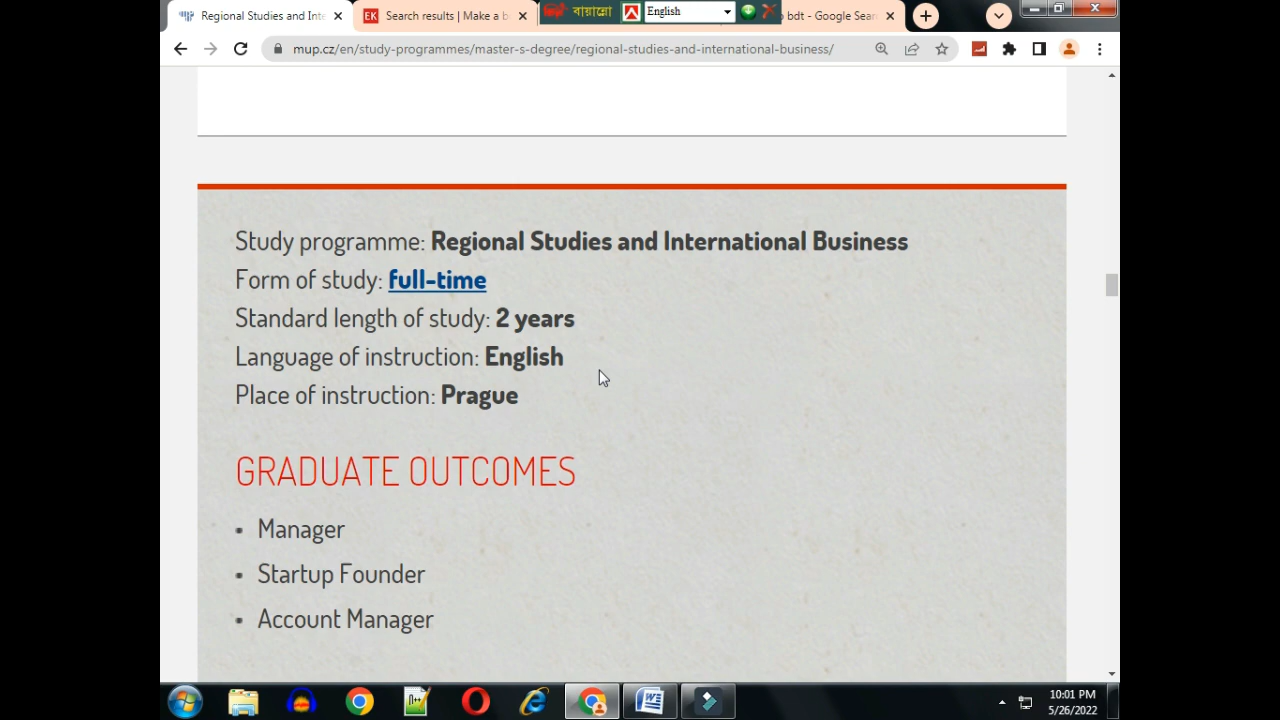 Regional Studies and Inte
EK Search results | Make a b
বায়ান্নো
English
bdt - Google Sear
mup.cz/en/study-programmes/master-s-degree/regional-studies-and-international-business/
Study programme: Regional Studies and International Business
Form of study: full-time
Standard length of study: 2 years
Language of instruction: English
Place of instruction: Prague
GRADUATE OUTCOMES
• Manager
• Startup Founder
• Account Manager
10:01 PM
5/26/2022